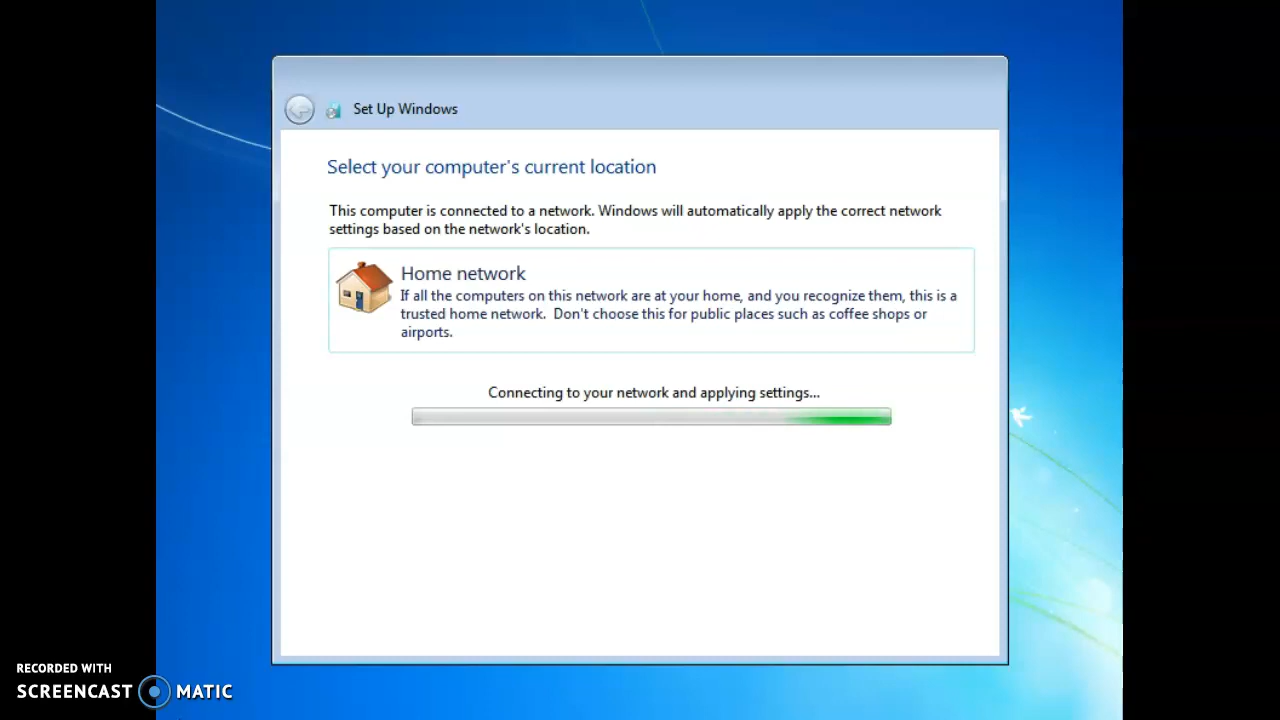 Set Up Windows
Select your computer's current location
This computer is connected to a network. Windows will automatically apply the correct network
settings based on the network's location.
Home network
If all the computers on this network are at your home, and you recognize them, this is a
trusted home network.  Don't choose this for public places such as coffee shops or
airports.
Connecting to your network and applying settings...
RECORDED WITH
SCREENCAST MATIC